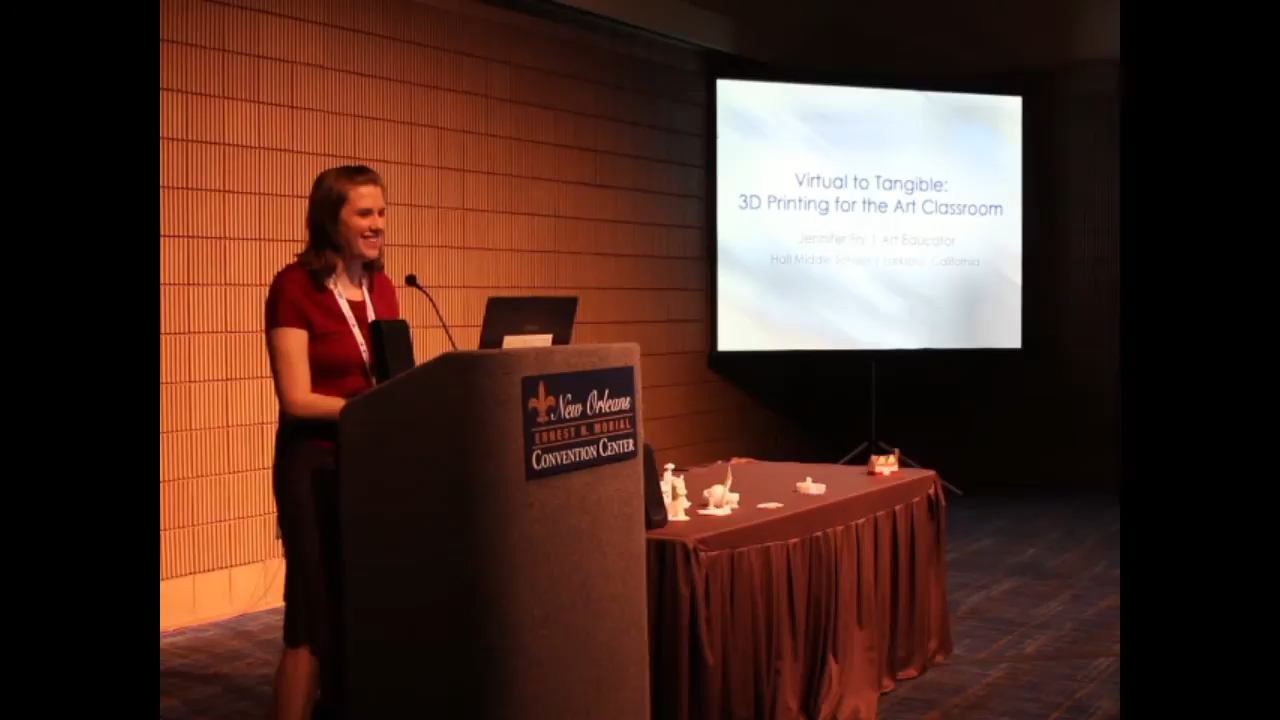 Virtual to Tangible:
3D Printing for the Art Classroom
Jennifer Fry | Art Educator
Hall Middle School | California
New Orleans
ERNEST N. MORIAL
CONVENTION CENTER